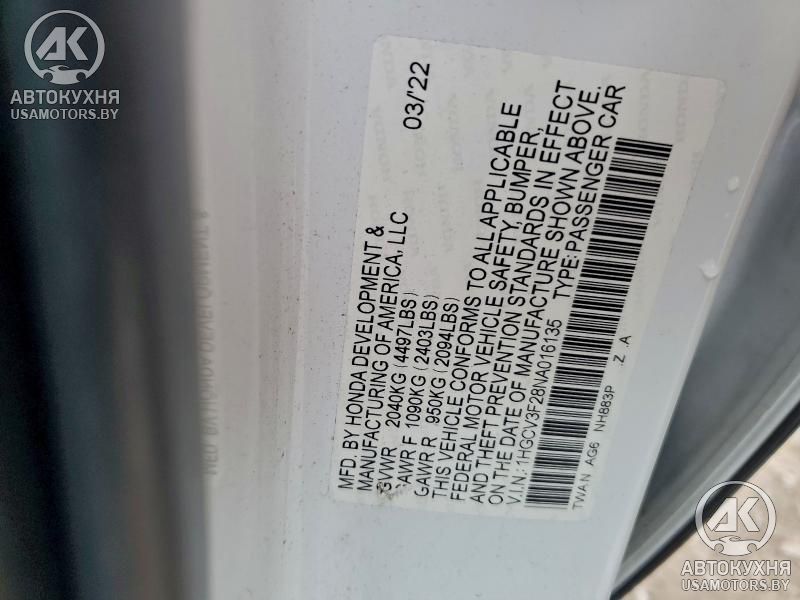 АВТОКУХНЯ
USAMOTORS.BY
MFD. BY HONDA DEVELOPMENT &
MANUFACTURING OF AMERICA, LLC 03/'22
GVWR 2040KG (4497LBS)
GAWR F 1090KG (2403LBS)
GAWR R 950KG (2094LBS)
THIS VEHICLE CONFORMS TO ALL APPLICABLE
FEDERAL MOTOR VEHICLE SAFETY, BUMPER,
AND THEFT PREVENTION STANDARDS IN EFFECT
ON THE DATE OF MANUFACTURE SHOWN ABOVE.
V.I.N.: 1HGCV3F28NA016135 TYPE:PASSENGER CAR
TWAN AG6 NH883P Z A
АВТОКУХНЯ
USAMOTORS.BY